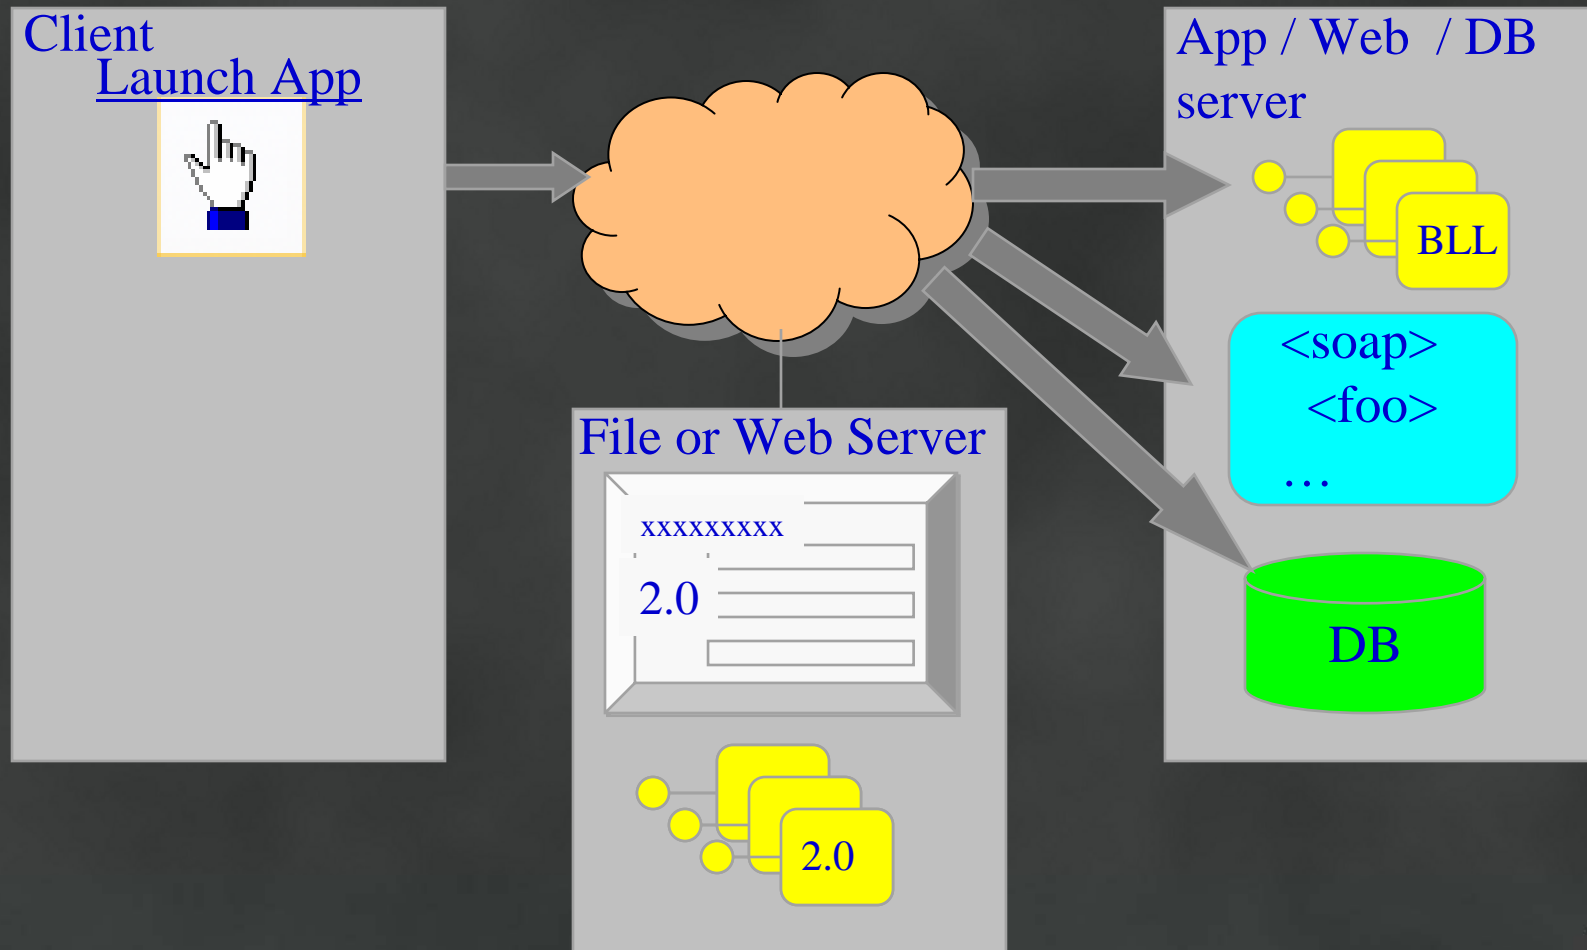 Client
Launch App
App / Web / DB
server
BLL
<soap>
<foo>
…
DB
File or Web Server
xxxxxxxxx
2.0
2.0